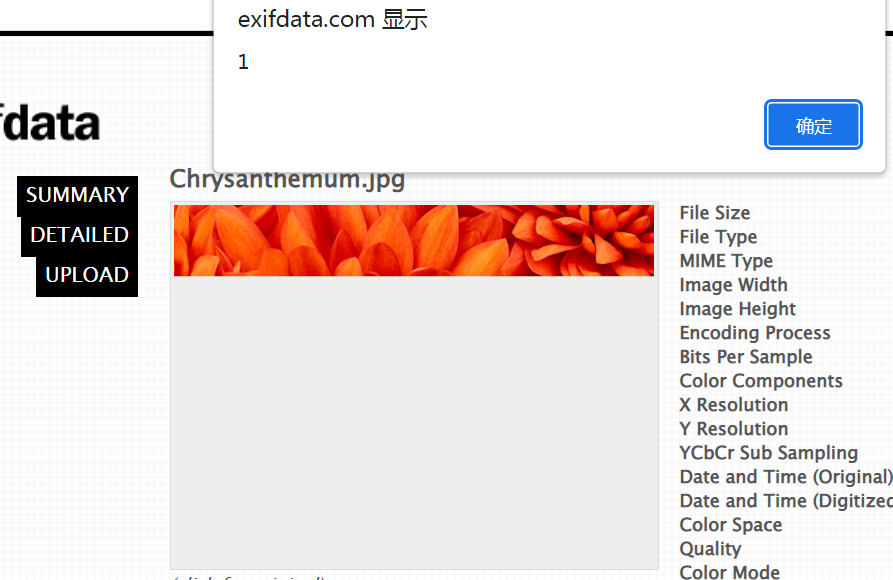 exifdata.com 显示
1
确定
fdata
SUMMARY
DETAILED
UPLOAD
Chrysanthemum.jpg
File Size
File Type
MIME Type
Image Width
Image Height
Encoding Process
Bits Per Sample
Color Components
X Resolution
Y Resolution
YCbCr Sub Sampling
Date and Time (Original)
Date and Time (Digitized
Color Space
Quality
Color Mode